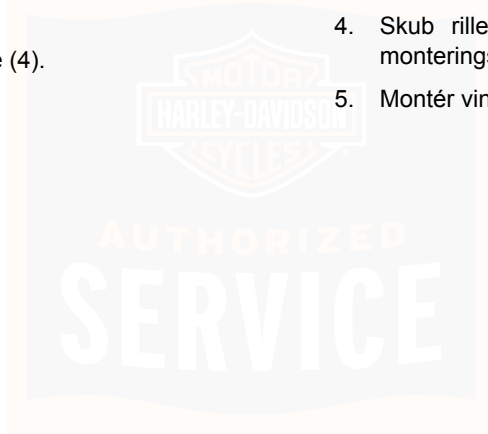 e (4).
4. Skub rille
monterings
5. Montér vin
MOTOR
HARLEY-DAVIDSON
CYCLES
AUTHORIZED
SERVICE